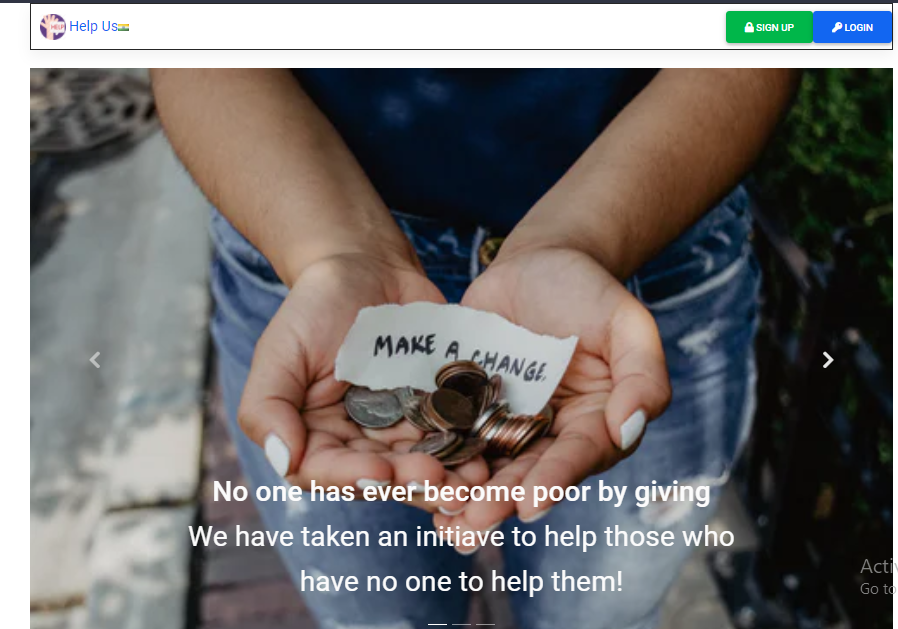 Help Us
SIGN UP
LOGIN
MAKE A CHANGE.
No one has ever become poor by giving
We have taken an initiave to help those who
have no one to help them!
Go to